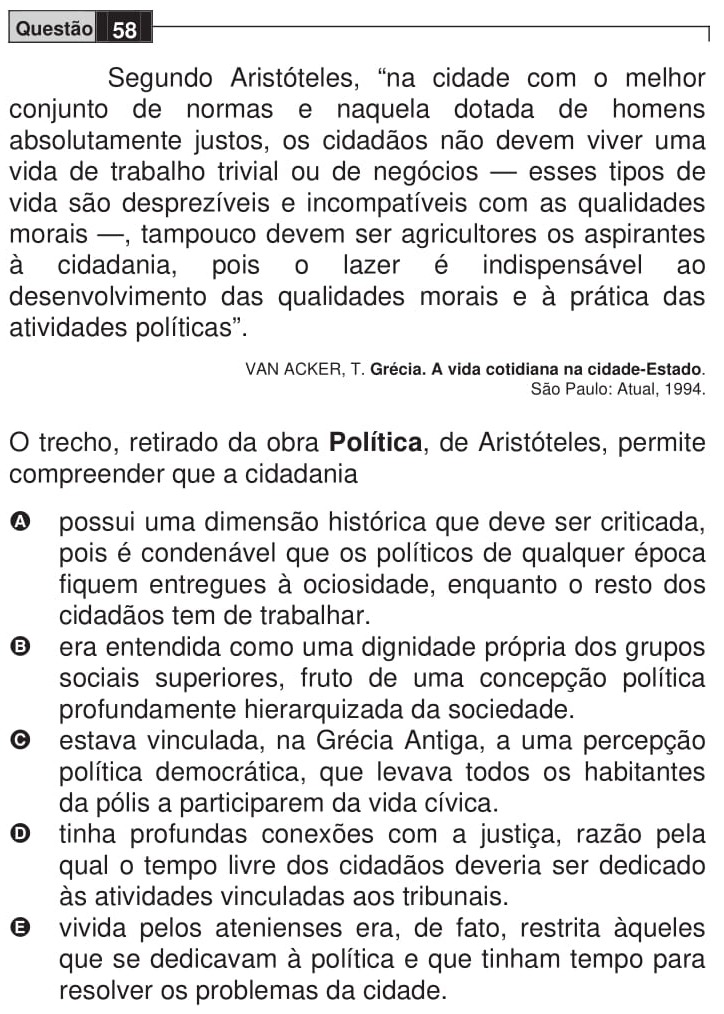 Questão 58
Segundo Aristóteles, “na cidade com o melhor
conjunto de normas e naquela dotada de homens
absolutamente justos, os cidadãos não devem viver uma
vida de trabalho trivial ou de negócios — esses tipos de
vida são desprezíveis e incompatíveis com as qualidades
morais —, tampouco devem ser agricultores os aspirantes
à cidadania, pois o lazer é indispensável ao
desenvolvimento das qualidades morais e à prática das
atividades políticas”.
VAN ACKER, T. Grécia. A vida cotidiana na cidade-Estado.
São Paulo: Atual, 1994.
O trecho, retirado da obra Política, de Aristóteles, permite
compreender que a cidadania
A possui uma dimensão histórica que deve ser criticada,
pois é condenável que os políticos de qualquer época
fiquem entregues à ociosidade, enquanto o resto dos
cidadãos tem de trabalhar.
B era entendida como uma dignidade própria dos grupos
sociais superiores, fruto de uma concepção política
profundamente hierarquizada da sociedade.
C estava vinculada, na Grécia Antiga, a uma percepção
política democrática, que levava todos os habitantes
da pólis a participarem da vida cívica.
D tinha profundas conexões com a justiça, razão pela
qual o tempo livre dos cidadãos deveria ser dedicado
às atividades vinculadas aos tribunais.
E vivida pelos atenienses era, de fato, restrita àqueles
que se dedicavam à política e que tinham tempo para
resolver os problemas da cidade.